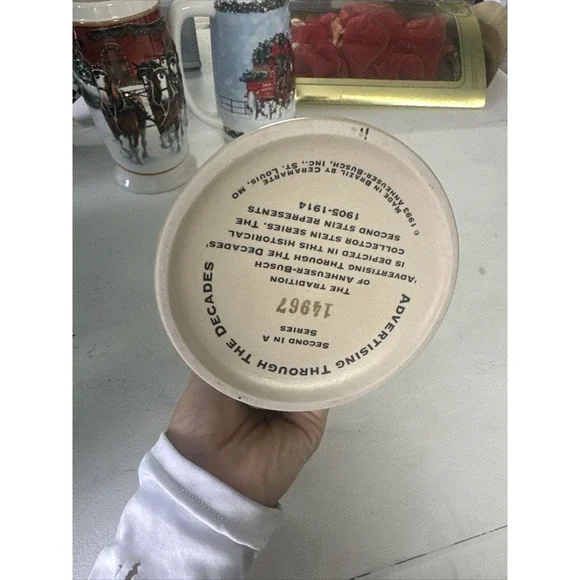 ADVERTISING THROUGH THE DECADES
SECOND IN A
SERIES
14967
THE TRADITION
OF ANHEUSER-BUSCH
'ADVERTISING THROUGH THE DECADES'
IS DEPICTED IN THIS HISTORICAL
COLLECTOR STEIN SERIES. THE
SECOND STEIN REPRESENTS
1905-1914
MADE IN BRAZIL BY CERAMARTE
© 1993 ANHEUSER-BUSCH, INC., ST. LOUIS, MO